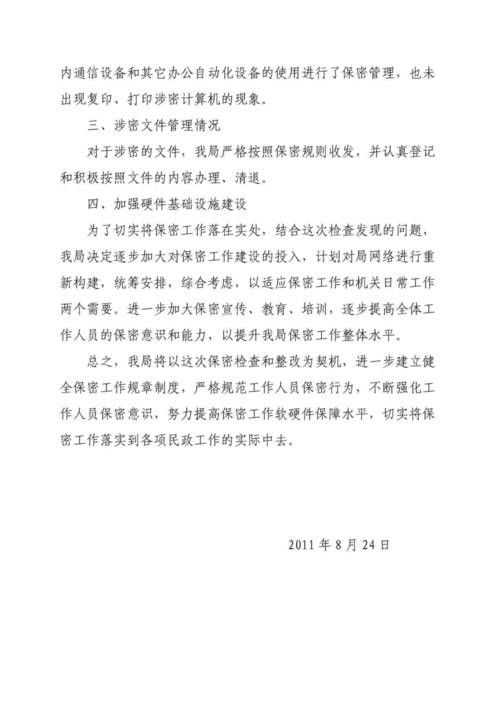 内通信设备和其它办公自动化设备的使用进行了保密管理，也未
出现复印、打印涉密计算机的现象。
三、涉密文件管理情况
对于涉密的文件，我局严格按照保密规则收发，并认真登记
和积极按照文件的内容办理、清退。
四、加强硬件基础设施建设
为了切实将保密工作落在实处，结合这次检查发现的问题，
我局决定逐步加大对保密工作建设的投入，计划对局网络进行重
新构建，统筹安排，综合考虑，以适应保密工作和机关日常工作
两个需要。进一步加大保密宣传、教育、培训，逐步提高全体工
作人员的保密意识和能力，以提升我局保密工作整体水平。
总之，我局将以这次保密检查和整改为契机，进一步建立健
全保密工作规章制度，严格规范工作人员保密行为，不断强化工
作人员保密意识，努力提高保密工作软硬件保障水平，切实将保
密工作落实到各项民政工作的实际中去。
2011 年 8 月 24 日